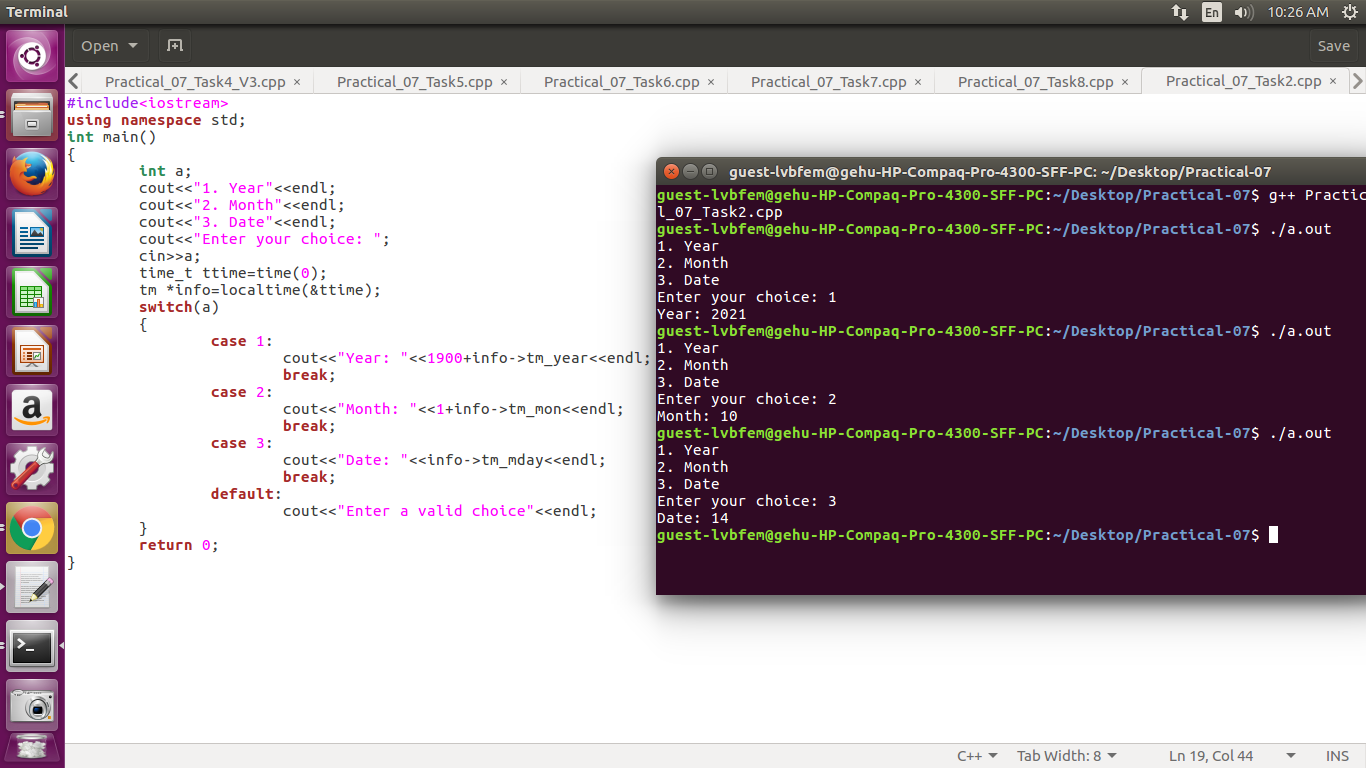 Terminal
En
10:26 AM
Open
Save
Practical_07_Task4_V3.cpp ×
Practical_07_Task5.cpp ×
Practical_07_Task6.cpp ×
Practical_07_Task7.cpp ×
Practical_07_Task8.cpp ×
Practical_07_Task2.cpp ×
#include<iostream>
using namespace std;
int main()
{
int a;
cout<<"1. Year"<<endl;
cout<<"2. Month"<<endl;
cout<<"3. Date"<<endl;
cout<<"Enter your choice: ";
cin>>a;
time_t ttime=time(0);
tm *info=localtime(&ttime);
switch(a)
{
case 1:
cout<<"Year: "<<1900+info->tm_year<<endl;
break;
case 2:
cout<<"Month: "<<1+info->tm_mon<<endl;
break;
case 3:
cout<<"Date: "<<info->tm_mday<<endl;
break;
default:
cout<<"Enter a valid choice"<<endl;
}
return 0;
}
guest-lvbfem@gehu-HP-Compaq-Pro-4300-SFF-PC: ~/Desktop/Practical-07
guest-lvbfem@gehu-HP-Compaq-Pro-4300-SFF-PC:~/Desktop/Practical-07$ g++ Practic
l_07_Task2.cpp
guest-lvbfem@gehu-HP-Compaq-Pro-4300-SFF-PC:~/Desktop/Practical-07$ ./a.out
1. Year
2. Month
3. Date
Enter your choice: 1
Year: 2021
guest-lvbfem@gehu-HP-Compaq-Pro-4300-SFF-PC:~/Desktop/Practical-07$ ./a.out
1. Year
2. Month
3. Date
Enter your choice: 2
Month: 10
guest-lvbfem@gehu-HP-Compaq-Pro-4300-SFF-PC:~/Desktop/Practical-07$ ./a.out
1. Year
2. Month
3. Date
Enter your choice: 3
Date: 14
guest-lvbfem@gehu-HP-Compaq-Pro-4300-SFF-PC:~/Desktop/Practical-07$
C++
Tab Width: 8
Ln 19, Col 44
INS